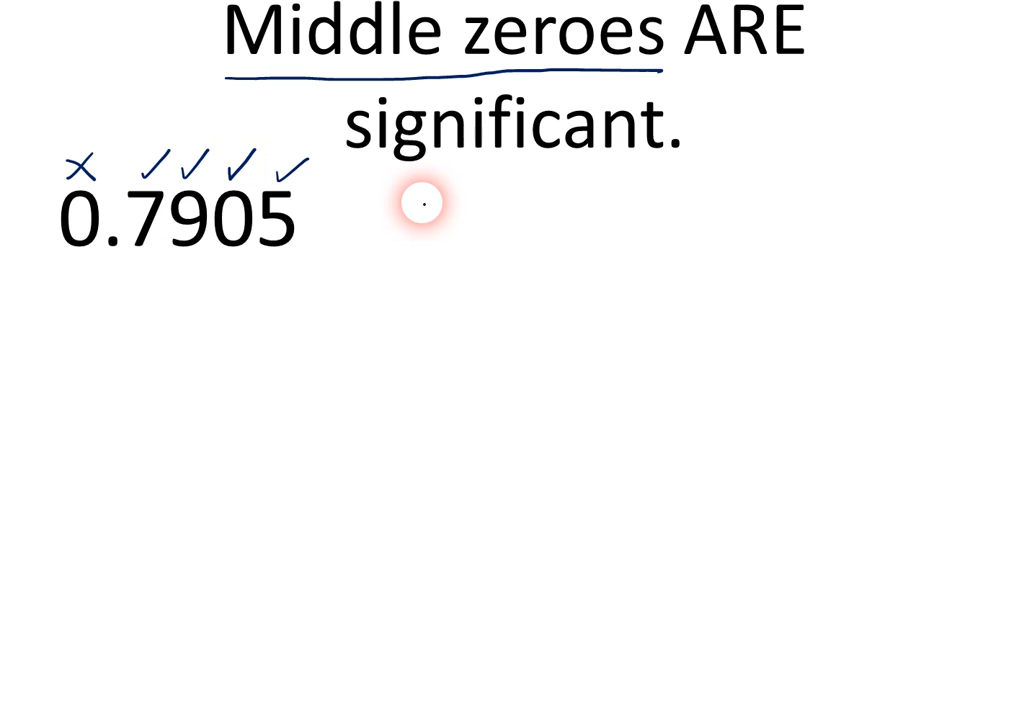 Middle zeroes ARE
significant.
x ✓ ✓ ✓ ✓
0.7905